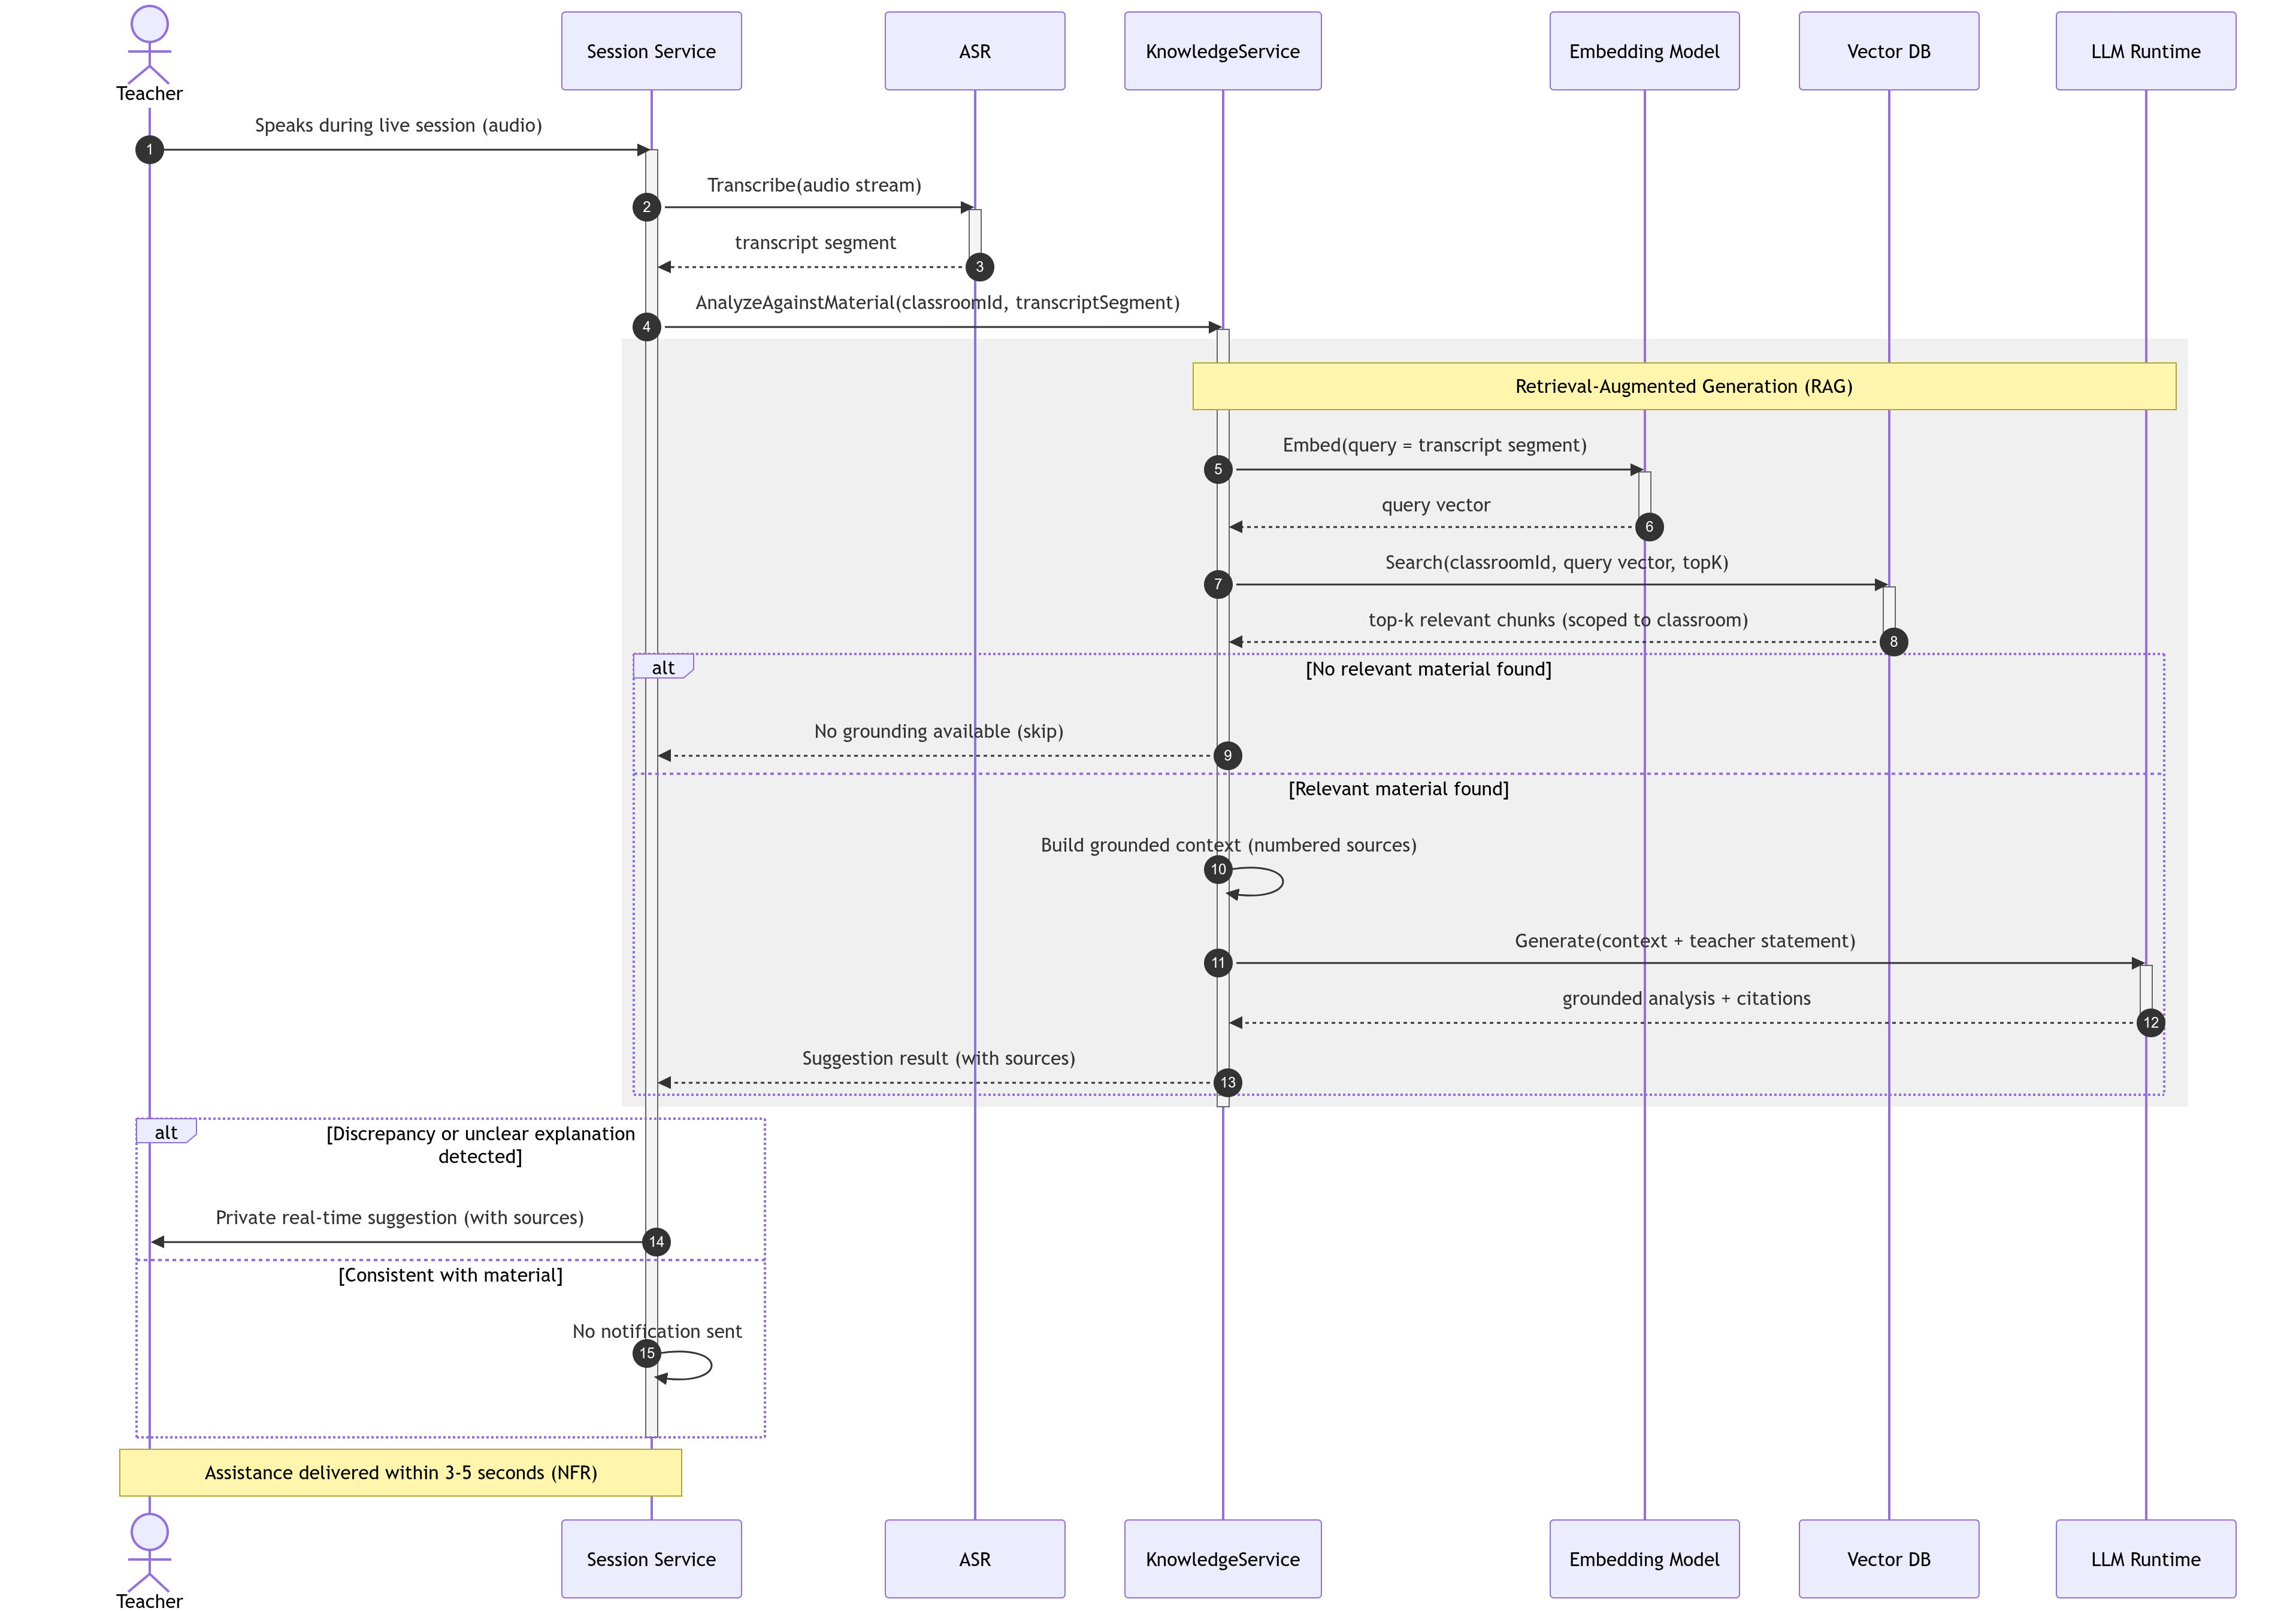 Teacher
Session Service
ASR
KnowledgeService
Embedding Model
Vector DB
LLM Runtime
Speaks during live session (audio)
1
Transcribe(audio stream)
2
transcript segment
3
AnalyzeAgainstMaterial(classroomId, transcriptSegment)
4
Retrieval-Augmented Generation (RAG)
Embed(query = transcript segment)
5
query vector
6
Search(classroomId, query vector, topK)
7
top-k relevant chunks (scoped to classroom)
8
alt
[No relevant material found]
No grounding available (skip)
9
[Relevant material found]
Build grounded context (numbered sources)
10
Generate(context + teacher statement)
11
grounded analysis + citations
12
Suggestion result (with sources)
13
alt
[Discrepancy or unclear explanation
detected]
Private real-time suggestion (with sources)
14
[Consistent with material]
No notification sent
15
Assistance delivered within 3-5 seconds (NFR)
Teacher
Session Service
ASR
KnowledgeService
Embedding Model
Vector DB
LLM Runtime